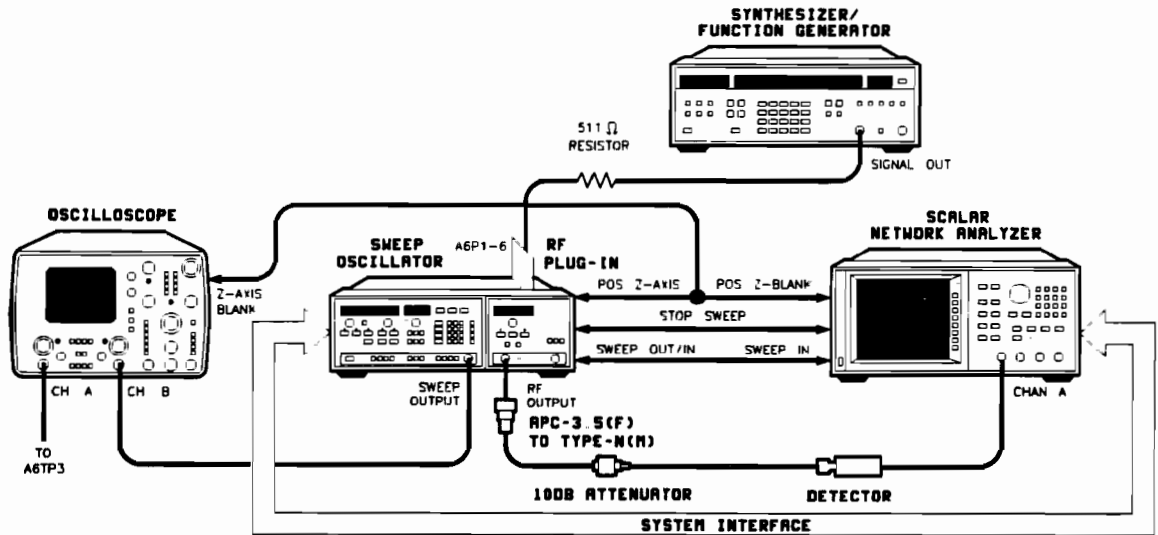 SYNTHESIZER/
FUNCTION GENERATOR
511 Ω
RESISTOR
SIGNAL OUT
OSCILLOSCOPE
SWEEP
OSCILLATOR
A6P1-6
RF
PLUG-IN
SCALAR
NETWORK ANALYZER
Z-AXIS
BLANK
POS Z-AXIS
POS Z-BLANK
STOP SWEEP
SWEEP OUT/IN
SWEEP IN
CH A
CH B
SWEEP
OUTPUT
RF
OUTPUT
CHAN A
APC-3.5(F)
TO TYPE-N(M)
TO
A6TP3
10DB ATTENUATOR
DETECTOR
SYSTEM INTERFACE